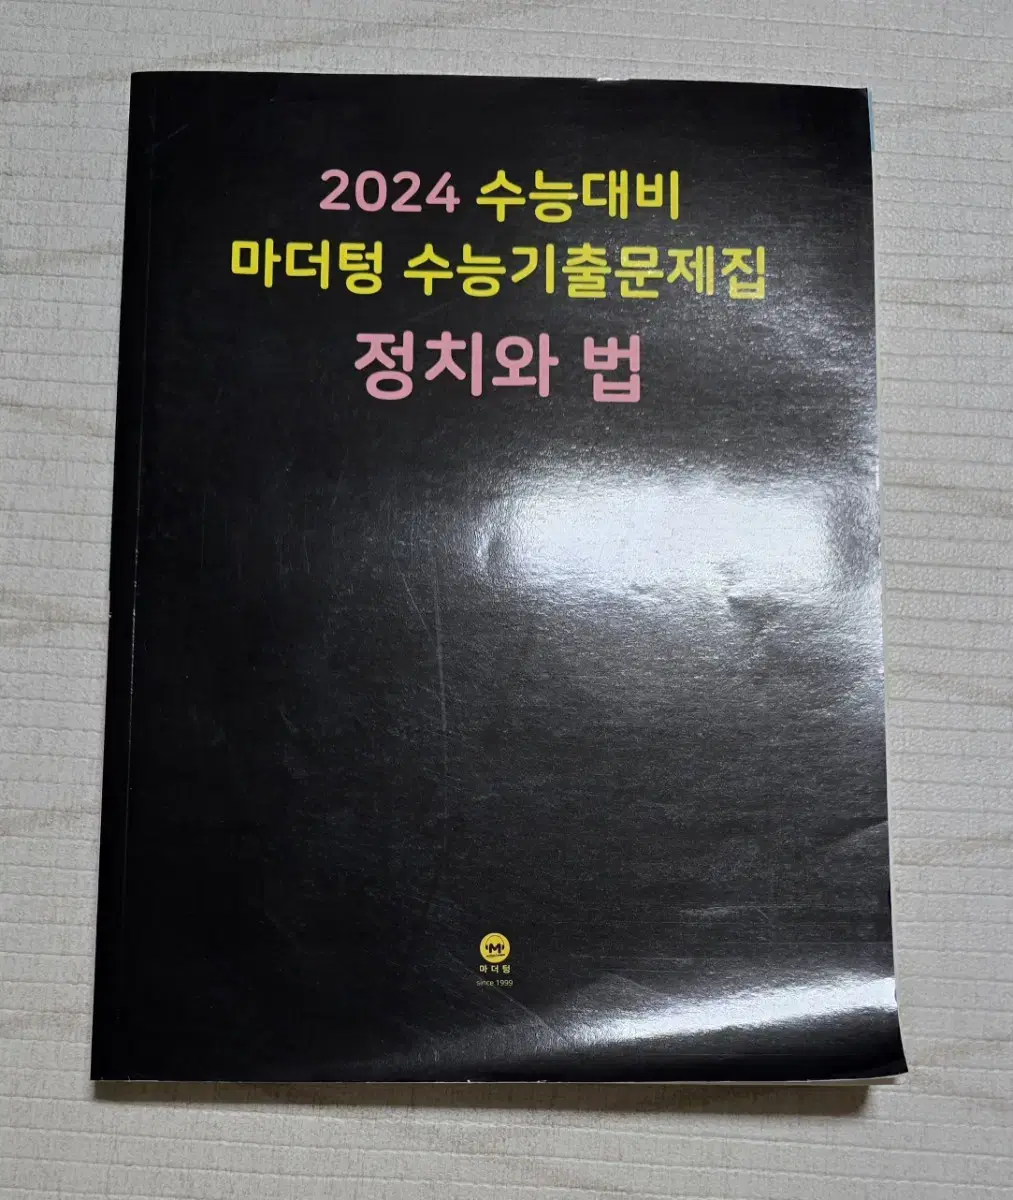 2024 수능대비
마더텅 수능기출문제집
정치와 법
M
마더텅
since 1999